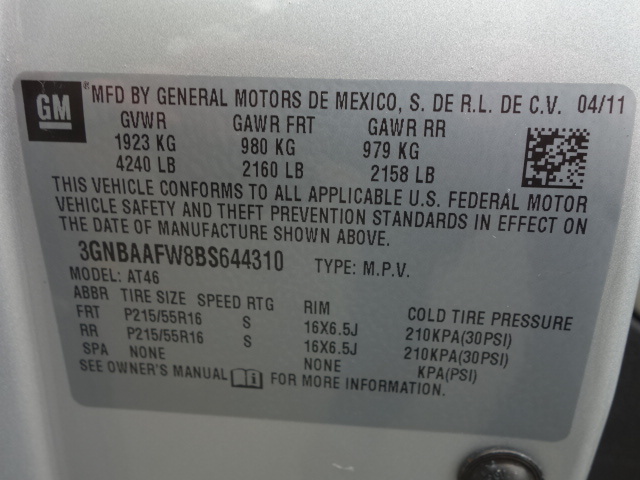 GM ® MFD BY GENERAL MOTORS DE MEXICO, S. DE R.L. DE C.V. 04/11
GVWR GAWR FRT GAWR RR
1923 KG 980 KG 979 KG
4240 LB 2160 LB 2158 LB
THIS VEHICLE CONFORMS TO ALL APPLICABLE U.S. FEDERAL MOTOR
VEHICLE SAFETY AND THEFT PREVENTION STANDARDS IN EFFECT ON
THE DATE OF MANUFACTURE SHOWN ABOVE.
3GNBAAFW8BS644310 TYPE: M.P.V.
MODEL: AT46
ABBR TIRE SIZE SPEED RTG RIM COLD TIRE PRESSURE
FRT P215/55R16 S 16X6.5J 210KPA(30PSI)
RR P215/55R16 S 16X6.5J 210KPA(30PSI)
SPA NONE NONE KPA(PSI)
SEE OWNER'S MANUAL FOR MORE INFORMATION.